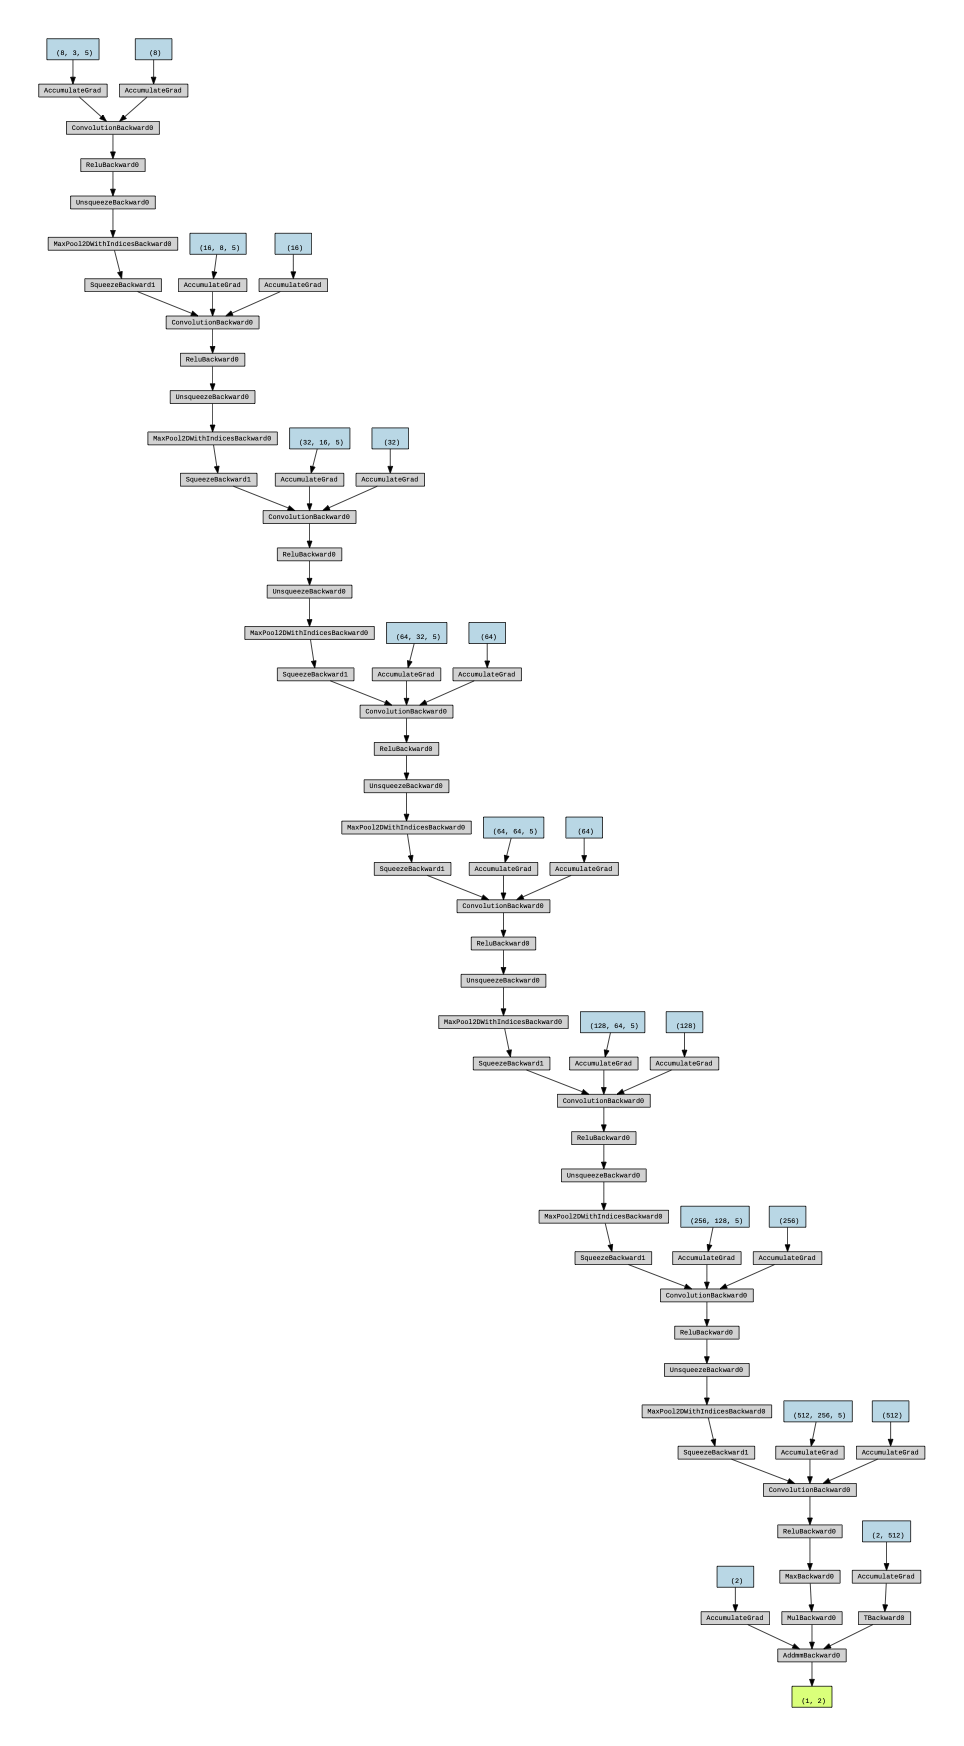 (8, 3, 5)
(8)
AccumulateGrad
AccumulateGrad
ConvolutionBackward0
ReluBackward0
UnsqueezeBackward0
MaxPool2DWithIndicesBackward0
(16, 8, 5)
(16)
SqueezeBackward1
AccumulateGrad
AccumulateGrad
ConvolutionBackward0
ReluBackward0
UnsqueezeBackward0
MaxPool2DWithIndicesBackward0
(32, 16, 5)
(32)
SqueezeBackward1
AccumulateGrad
AccumulateGrad
ConvolutionBackward0
ReluBackward0
UnsqueezeBackward0
MaxPool2DWithIndicesBackward0
(64, 32, 5)
(64)
SqueezeBackward1
AccumulateGrad
AccumulateGrad
ConvolutionBackward0
ReluBackward0
UnsqueezeBackward0
MaxPool2DWithIndicesBackward0
(64, 64, 5)
(64)
SqueezeBackward1
AccumulateGrad
AccumulateGrad
ConvolutionBackward0
ReluBackward0
UnsqueezeBackward0
MaxPool2DWithIndicesBackward0
(128, 64, 5)
(128)
SqueezeBackward1
AccumulateGrad
AccumulateGrad
ConvolutionBackward0
ReluBackward0
UnsqueezeBackward0
MaxPool2DWithIndicesBackward0
(256, 128, 5)
(256)
SqueezeBackward1
AccumulateGrad
AccumulateGrad
ConvolutionBackward0
ReluBackward0
UnsqueezeBackward0
MaxPool2DWithIndicesBackward0
(512, 256, 5)
(512)
SqueezeBackward1
AccumulateGrad
AccumulateGrad
ConvolutionBackward0
ReluBackward0
(2, 512)
(2)
MaxBackward0
AccumulateGrad
AccumulateGrad
MulBackward0
TBackward0
AddmmBackward0
(1, 2)